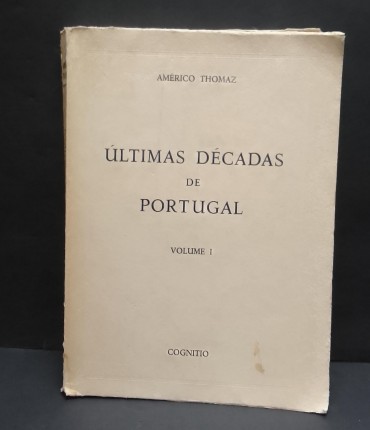 AMÉRICO THOMAZ
ÚLTIMAS DÉCADAS
DE
PORTUGAL
VOLUME I
COGNITIO